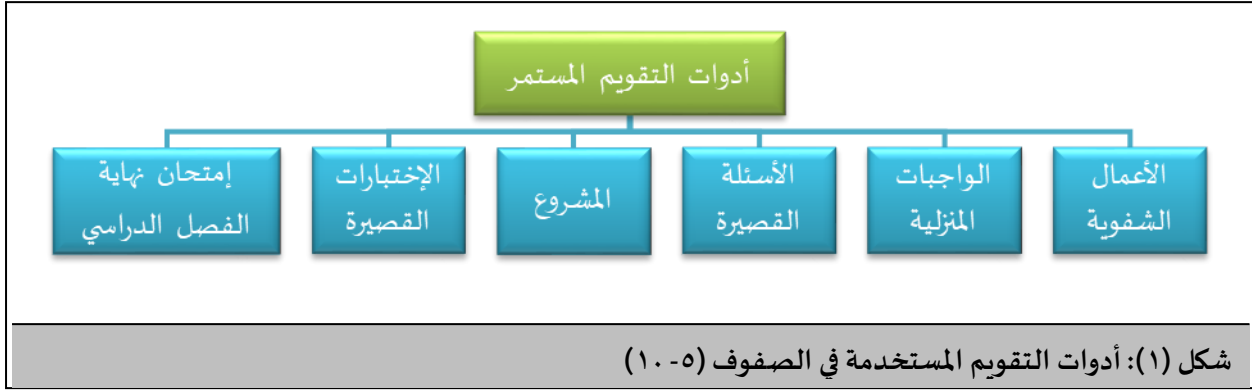 أدوات التقويم المستمر
الأعمال
الشفوية
الواجبات
المنزلية
الأسئلة
القصيرة
المشروع
الإختبارات
القصيرة
إمتحان نهاية
الفصل الدراسي
شكل (١): أدوات التقويم المستخدمة في الصفوف (٥-١٠)